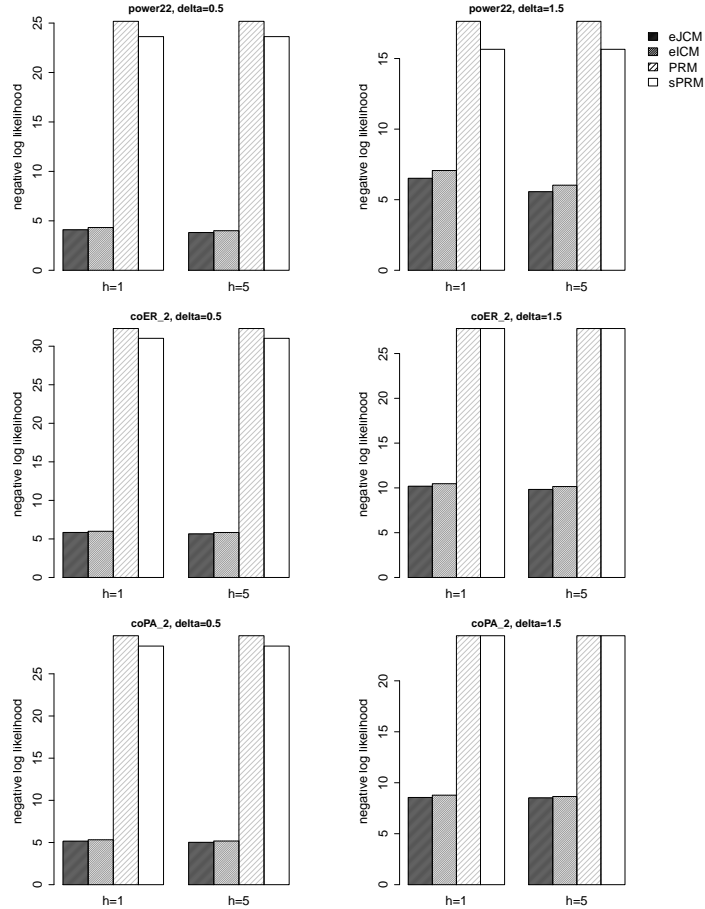 power22, delta=0.5
negative log likelihood
0
5
10
15
20
25
h=1
h=5
power22, delta=1.5
negative log likelihood
0
5
10
15
h=1
h=5
eJCM
eICM
PRM
sPRM
coER_2, delta=0.5
negative log likelihood
0
5
10
15
20
25
30
h=1
h=5
coER_2, delta=1.5
negative log likelihood
0
5
10
15
20
25
h=1
h=5
coPA_2, delta=0.5
negative log likelihood
0
5
10
15
20
25
h=1
h=5
coPA_2, delta=1.5
negative log likelihood
0
5
10
15
20
h=1
h=5